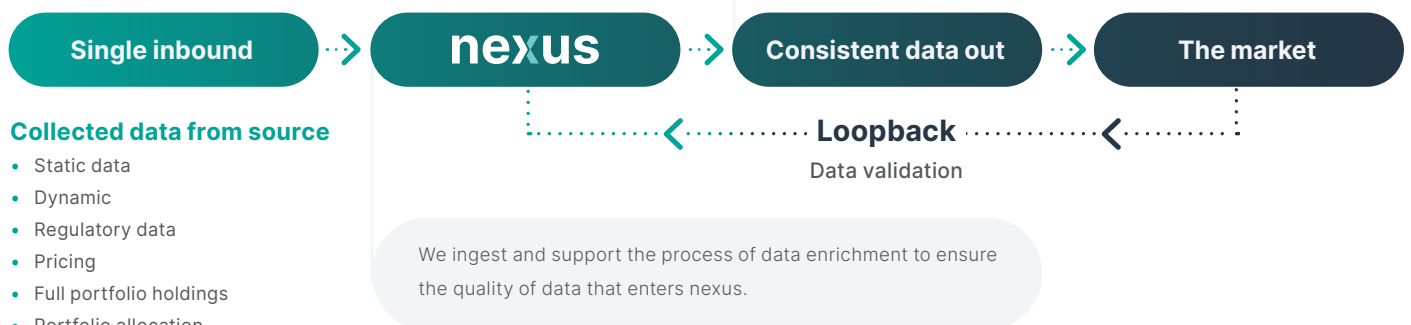 Single inbound
nexus
Consistent data out
The market
Collected data from source
Static data
Dynamic
Regulatory data
Pricing
Full portfolio holdings
Portfolio allocation
Loopback
Data validation
We ingest and support the process of data enrichment to ensure
the quality of data that enters nexus.